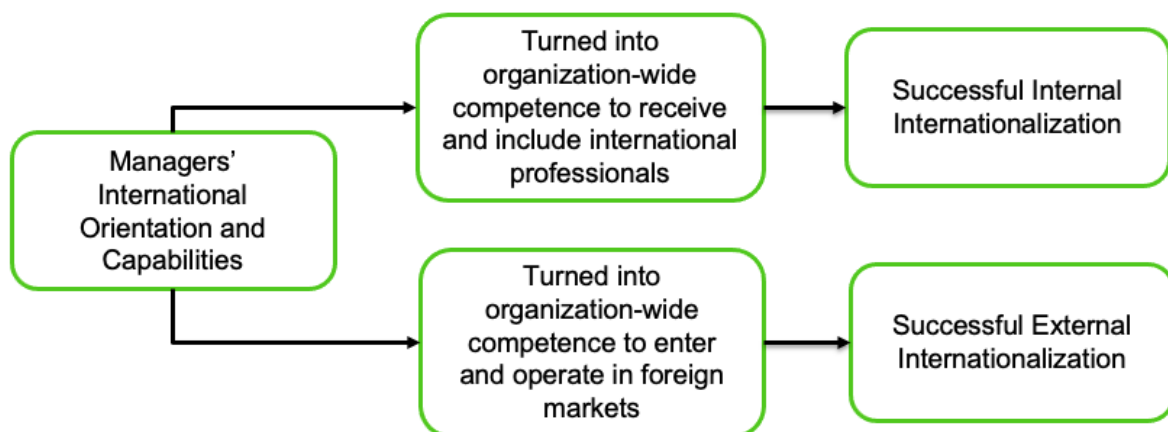 Turned into
organization-wide
competence to receive
and include international
professionals
Successful Internal
Internationalization
Managers'
International
Orientation and
Capabilities
Turned into
organization-wide
competence to enter
and operate in foreign
markets
Successful External
Internationalization